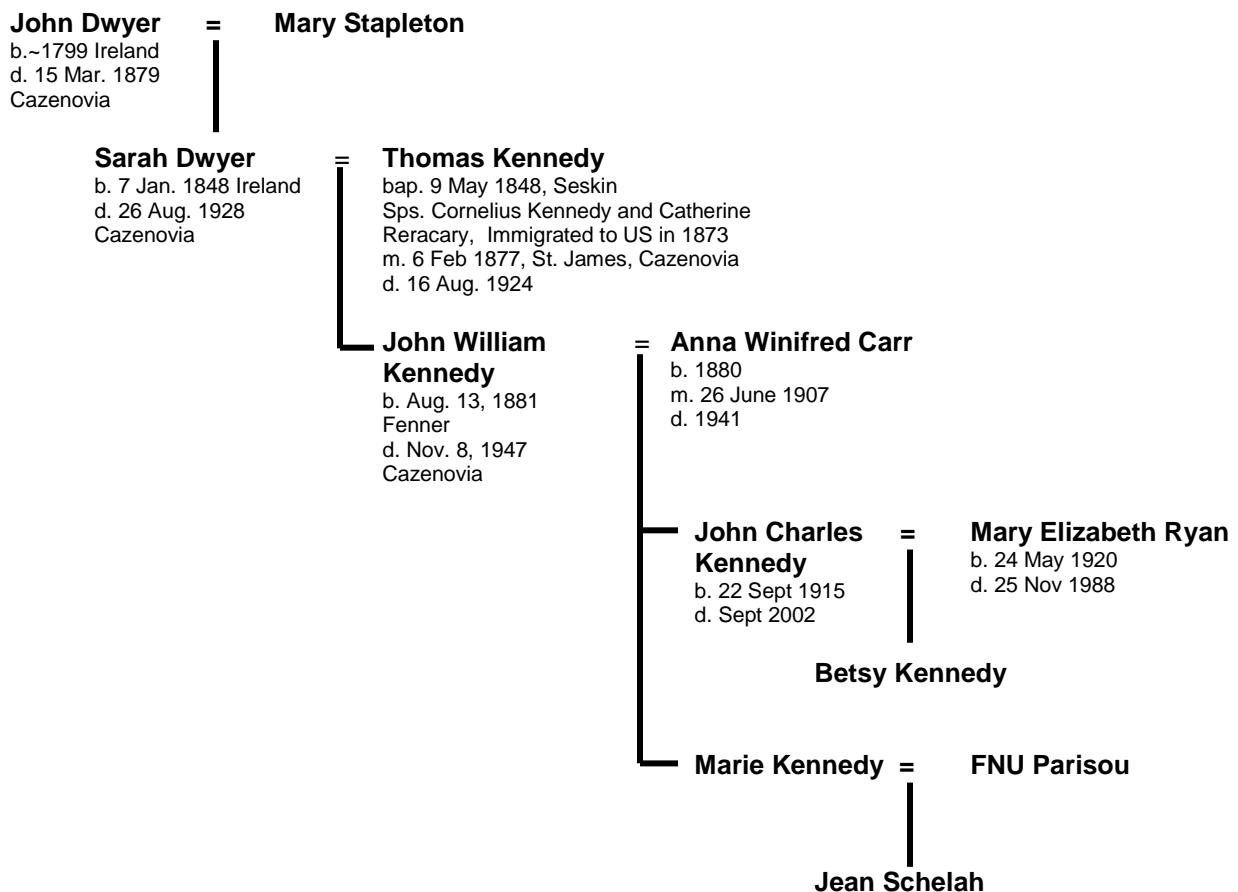 John Dwyer = Mary Stapleton
b.~1799 Ireland
d. 15 Mar. 1879
Cazenovia
Sarah Dwyer = Thomas Kennedy
b. 7 Jan. 1848 Ireland
d. 26 Aug. 1928
Cazenovia
bap. 9 May 1848, Seskin
Sps. Cornelius Kennedy and Catherine
Reracary, Immigrated to US in 1873
m. 6 Feb 1877, St. James, Cazenovia
d. 16 Aug. 1924
John William
Kennedy
b. Aug. 13, 1881
Fenner
d. Nov. 8, 1947
Cazenovia
= Anna Winifred Carr
b. 1880
m. 26 June 1907
d. 1941
John Charles
Kennedy
b. 22 Sept 1915
d. Sept 2002
= Mary Elizabeth Ryan
b. 24 May 1920
d. 25 Nov 1988
Betsy Kennedy
Marie Kennedy = FNU Parisou
Jean Schelah